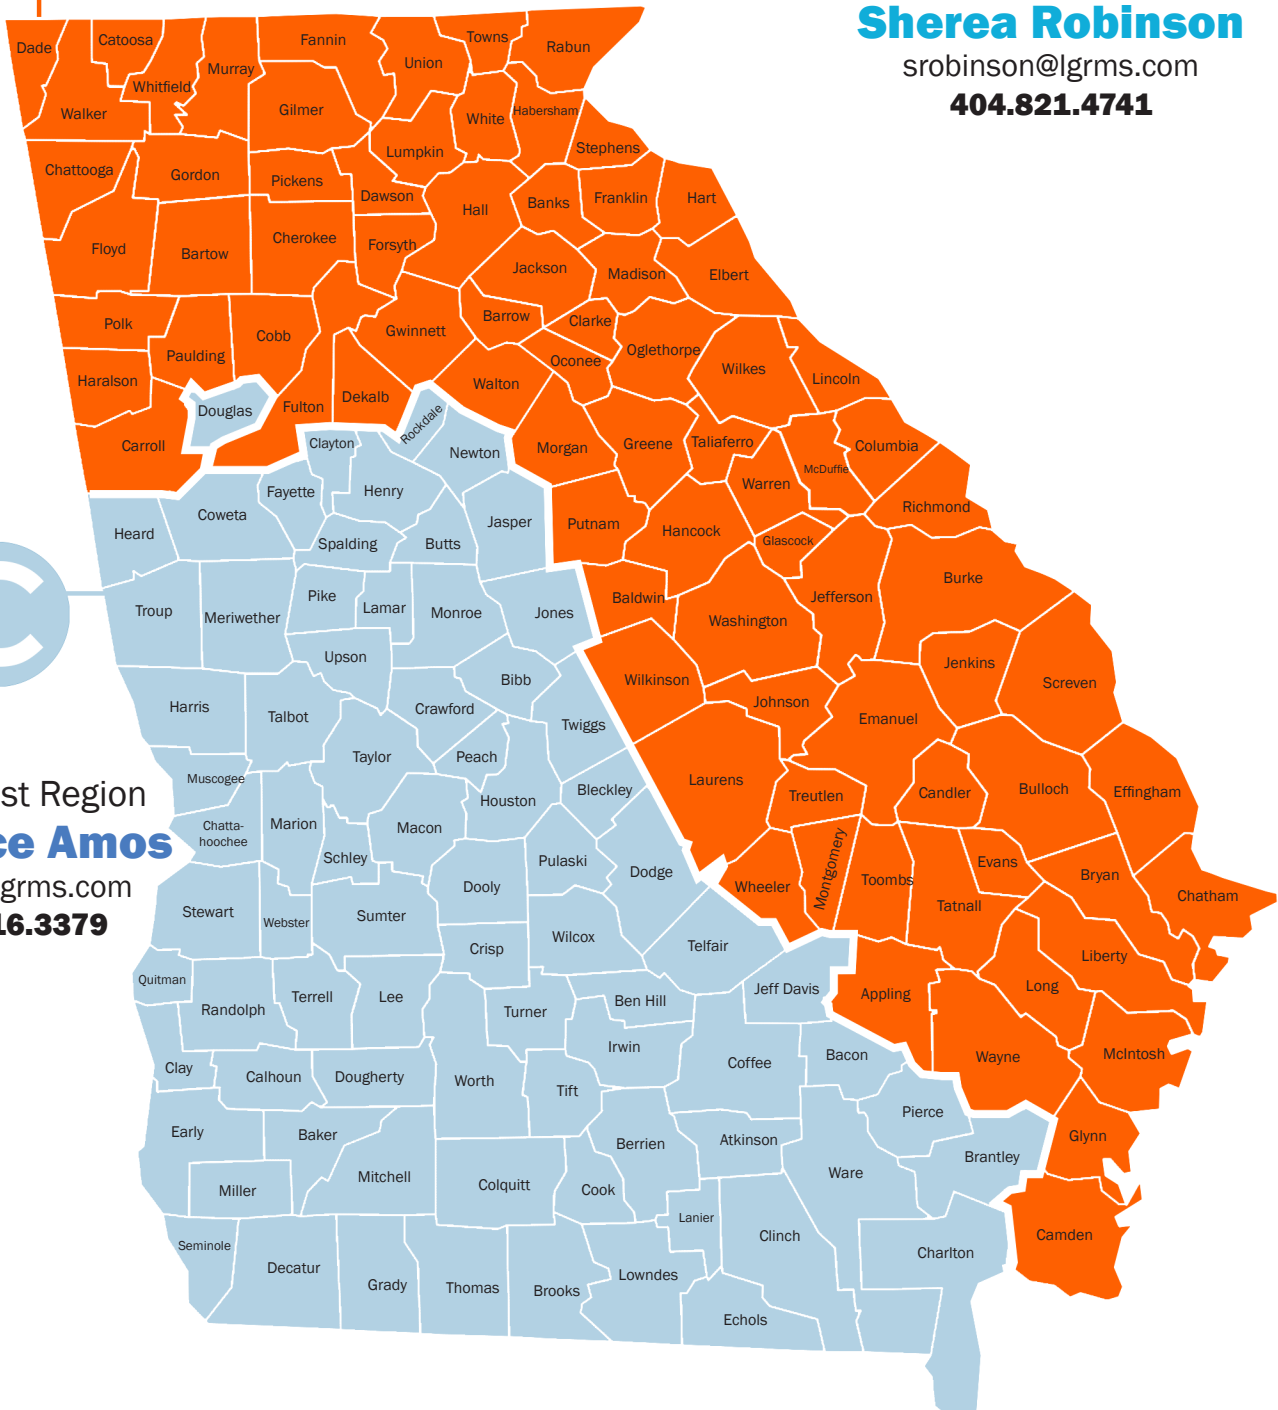 Sherea Robinson
srobinson@lgrms.com
404.821.4741
Dade
Catoosa
Fannin
Towns
Rabun
Union
Whitfield
Murray
Walker
Gilmer
White
Habersham
Lumpkin
Stephens
Chattooga
Gordon
Pickens
Dawson
Hall
Banks
Franklin
Hart
Floyd
Bartow
Cherokee
Forsyth
Jackson
Madison
Elbert
Polk
Paulding
Cobb
Gwinnett
Barrow
Clarke
Oconee
Oglethorpe
Wilkes
Lincoln
Haralson
Douglas
Fulton
Dekalb
Walton
Carroll
Clayton
Rockdale
Newton
Morgan
Greene
Taliaferro
McDuffie
Columbia
Warren
Richmond
Heard
Coweta
Fayette
Henry
Spalding
Butts
Jasper
Putnam
Hancock
Glascock
Burke
Troup
Meriwether
Pike
Lamar
Monroe
Jones
Baldwin
Washington
Jefferson
Jenkins
Screven
Upson
Bibb
Wilkinson
Johnson
Emanuel
Harris
Talbot
Crawford
Twiggs
Taylor
Peach
Laurens
Treutlen
Candler
Bulloch
Effingham
Muscogee
Houston
Bleckley
st Region
ce Amos
grms.com
16.3379
Chatta-
hoochee
Marion
Schley
Macon
Pulaski
Dodge
Wheeler
Montgomery
Toombs
Evans
Bryan
Chatham
Tatnall
Dooly
Stewart
Webster
Sumter
Crisp
Wilcox
Telfair
Liberty
Long
Quitman
Randolph
Terrell
Lee
Turner
Ben Hill
Jeff Davis
Appling
Irwin
Coffee
Bacon
Wayne
McIntosh
Clay
Calhoun
Dougherty
Worth
Tift
Pierce
Glynn
Early
Baker
Berrien
Atkinson
Brantley
Miller
Mitchell
Colquitt
Cook
Ware
Lanier
Clinch
Charlton
Camden
Seminole
Decatur
Grady
Thomas
Brooks
Lowndes
Echols